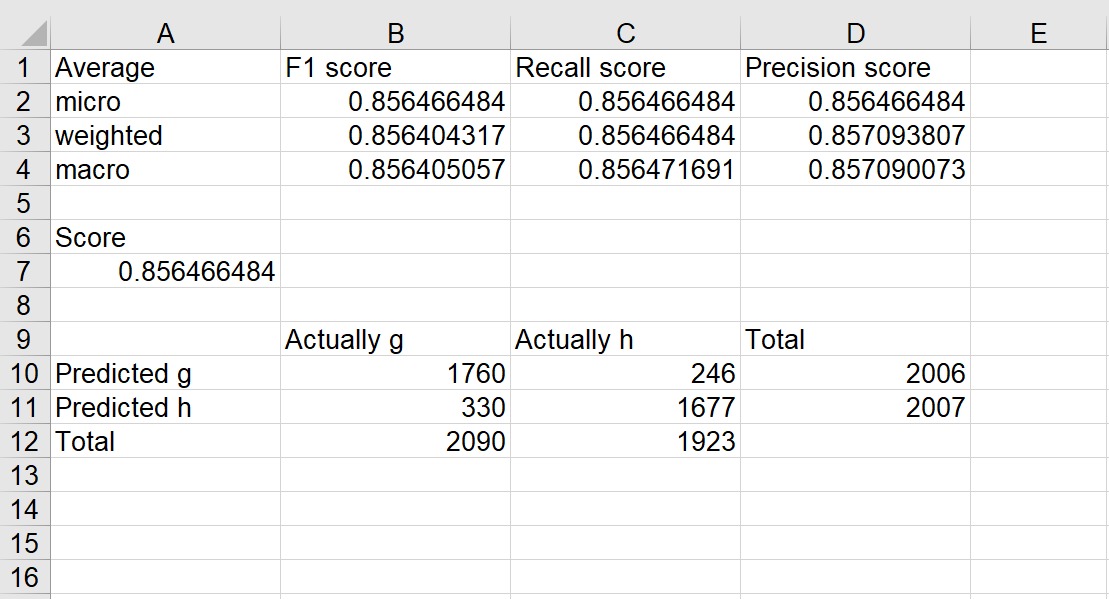 A B C D E
1 Average F1 score Recall score Precision score
2 micro 0.856466484 0.856466484 0.856466484
3 weighted 0.856404317 0.856466484 0.857093807
4 macro 0.856405057 0.856471691 0.857090073
5
6 Score
7 0.856466484
8
9 Actually g Actually h Total
10 Predicted g 1760 246 2006
11 Predicted h 330 1677 2007
12 Total 2090 1923
13
14
15
16